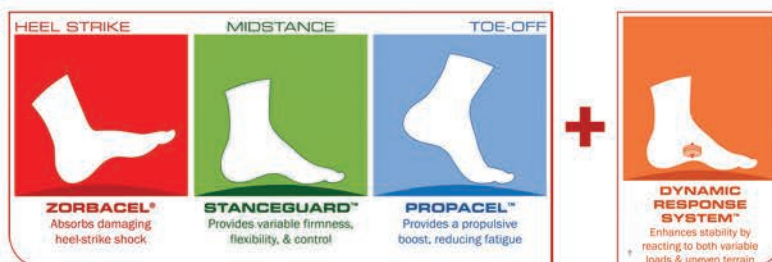 HEEL STRIKE
MIDSTANCE
TOE-OFF
ZORBACEL®
Absorbs damaging
heel-strike shock
STANCEGUARD™
Provides variable firmness,
flexibility, & control
PROPACEL™
Provides a propulsive
boost, reducing fatigue
+
DYNAMIC
RESPONSE
SYSTEM™
Enhances stability by
reacting to both variable
loads & uneven terrain